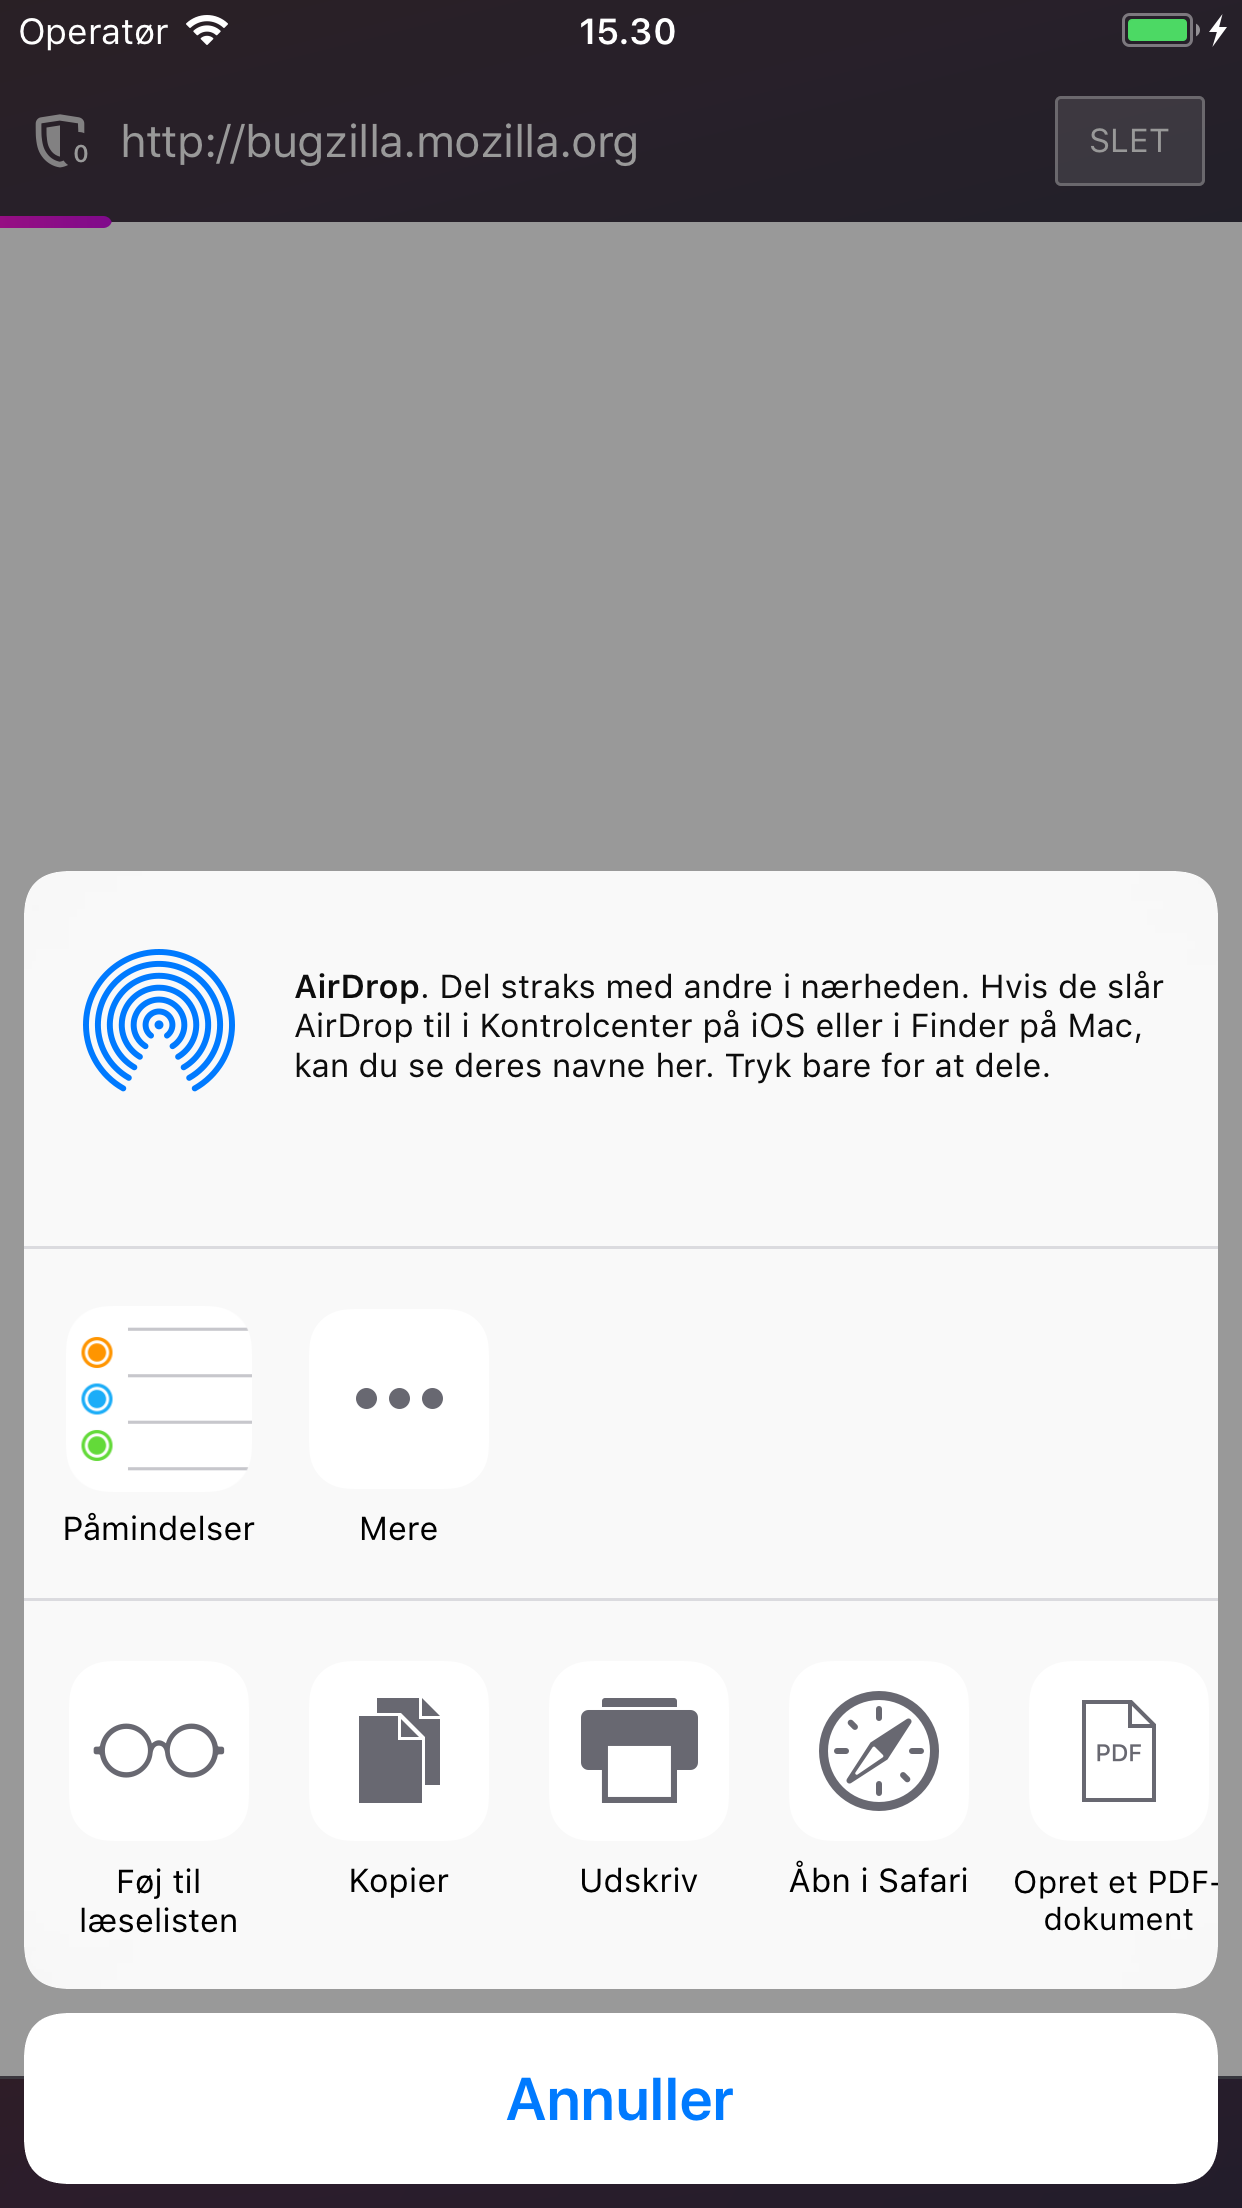 Operatør 15.30
0 http://bugzilla.mozilla.org SLET
AirDrop. Del straks med andre i nærheden. Hvis de slår
AirDrop til i Kontrolcenter på iOS eller i Finder på Mac,
kan du se deres navne her. Tryk bare for at dele.
Påmindelser
Mere
PDF
Føj til
læselisten
Kopier
Udskriv
Åbn i Safari
Opret et PDF-
dokument
Annuller